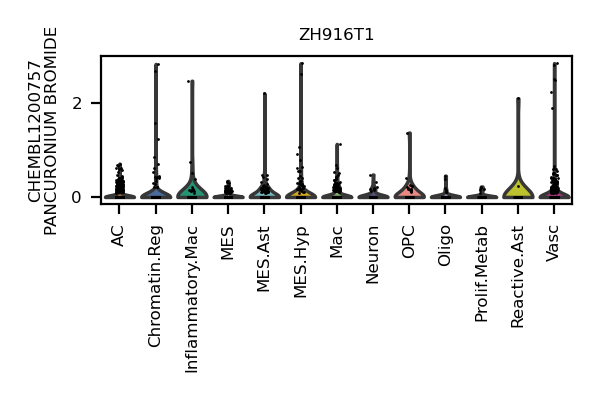 ZH916T1
CHEMBL1200757
PANCURONIUM BROMIDE
2
0
AC
Chromatin.Reg
Inflammatory.Mac
MES
MES.Ast
MES.Hyp
Mac
Neuron
OPC
Oligo
Prolif.Metab
Reactive.Ast
Vasc